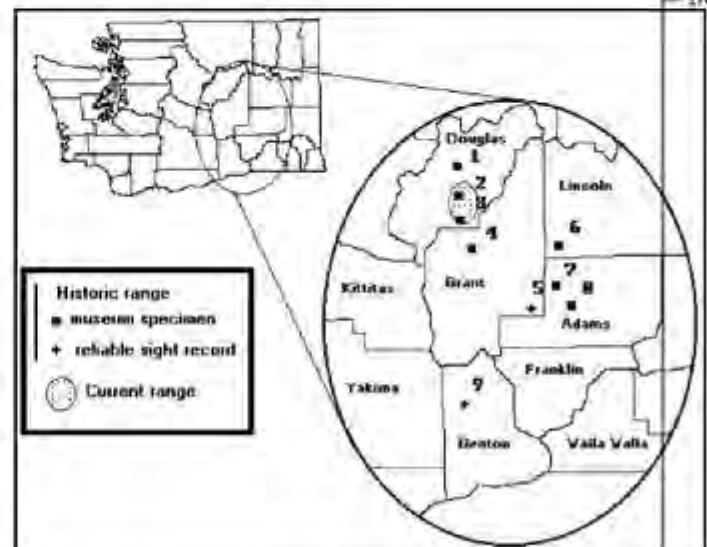 Douglas
1
2
Lincoln
4
6
7
Kittitas
Grant
5
8
Adams
Historic range
museum specimen
reliable sight record
Current range
Yakima
Franklin
9
Benton
Walla Walla